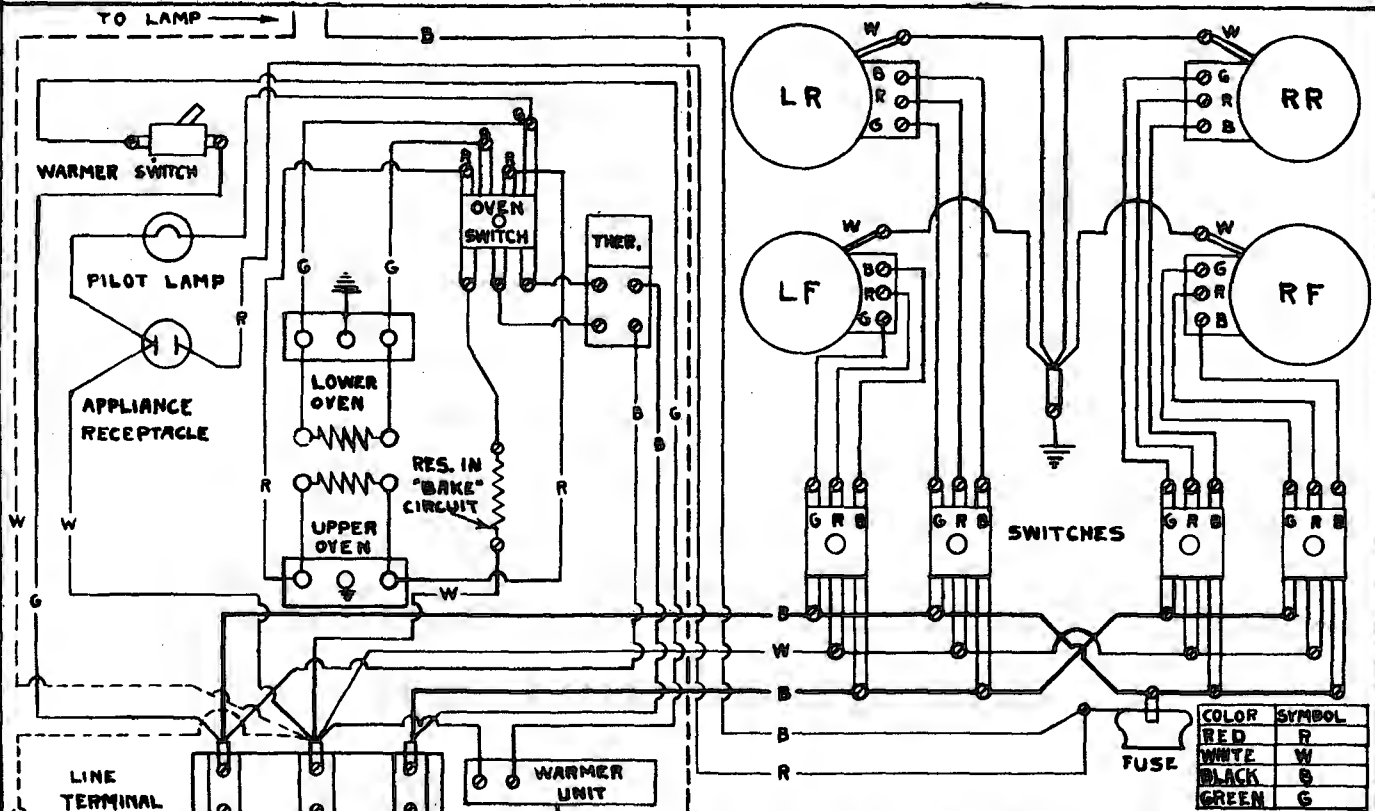 TO LAMP
B
W
W
LR
B
R
G
G
R
B
RR
WARMER SWITCH
G
B
R
R
OVEN
SWITCH
THER.
PILOT LAMP
G
G
R
W
LF
B
R
G
W
G
R
B
RF
LOWER
OVEN
APPLIANCE
RECEPTACLE
B
G
B
RES. IN
"BAKE"
CIRCUIT
R
R
W
W
UPPER
OVEN
G R B
G R B
SWITCHES
G R B
G R B
G
W
B
W
B
B
R
FUSE
COLOR SYMBOL
RED R
WHITE W
BLACK B
GREEN G
LINE
TERMINAL
WARMER
UNIT